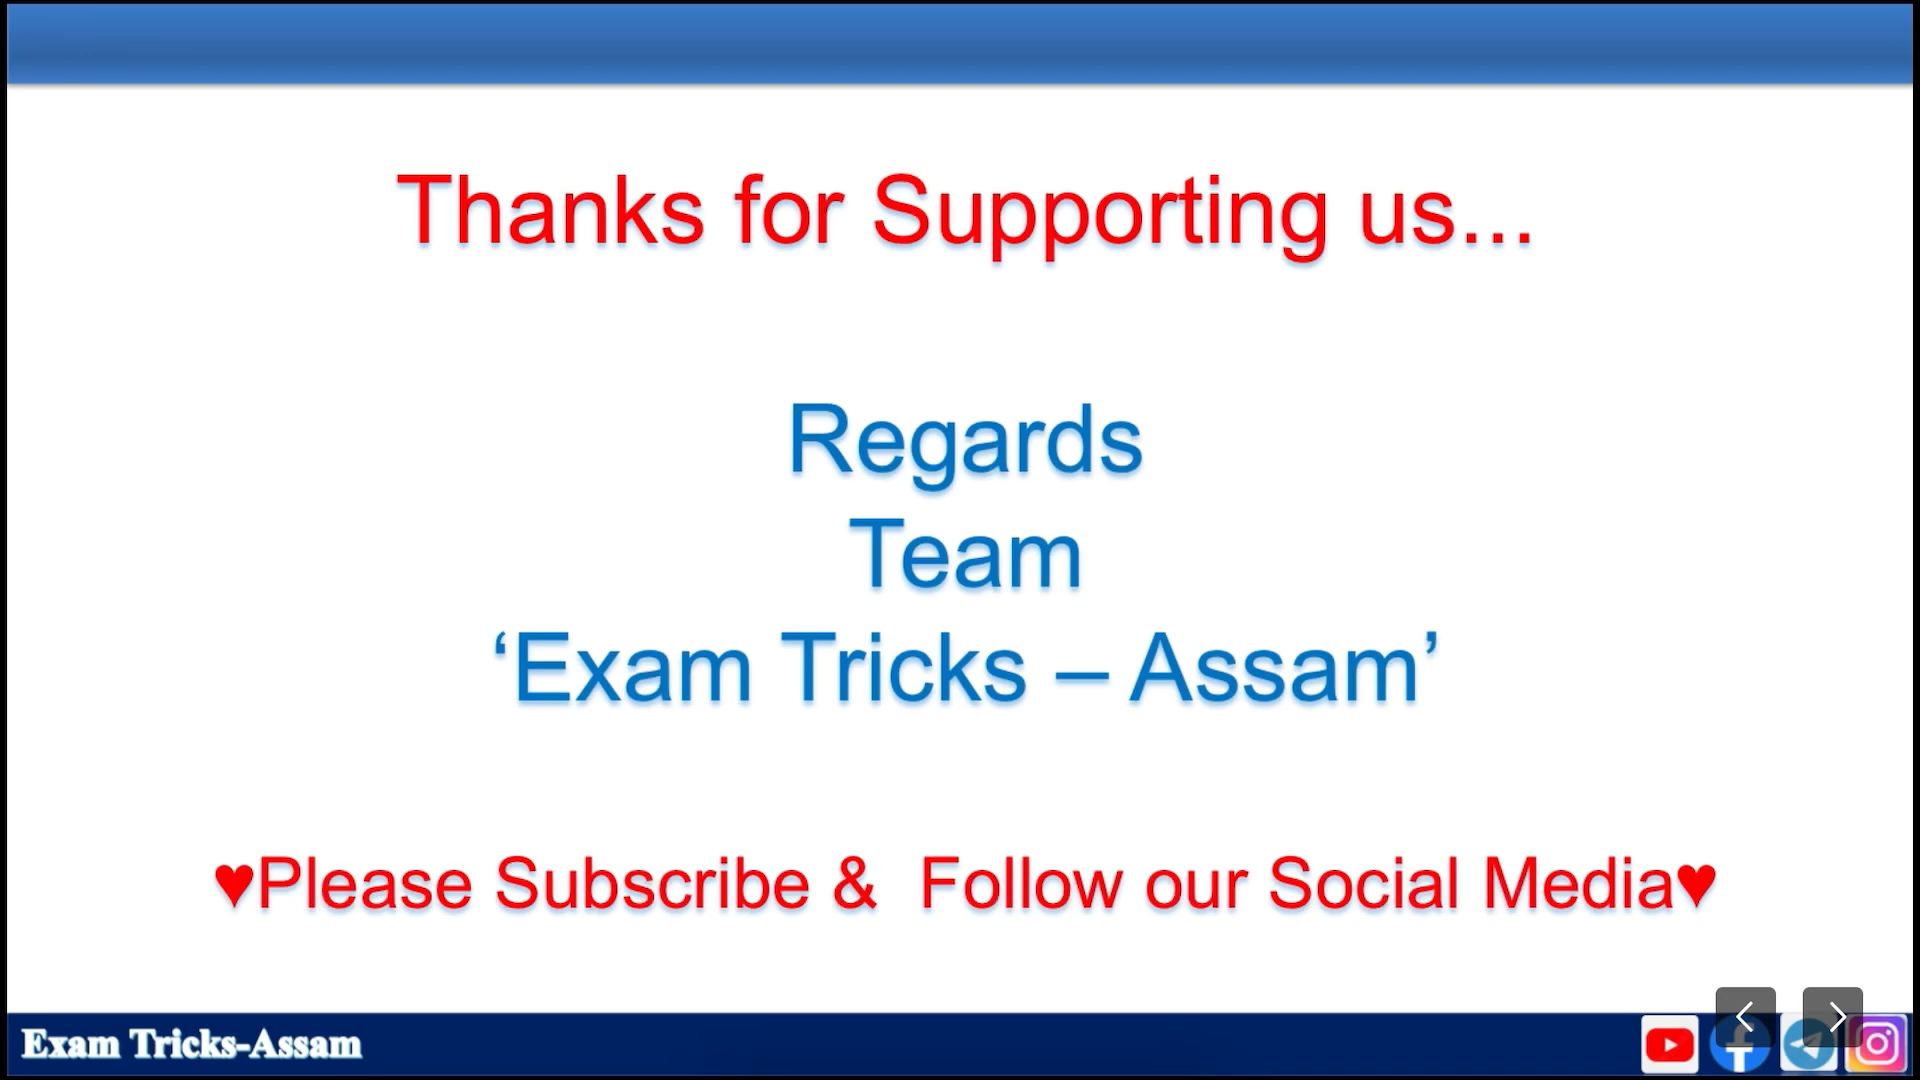 Thanks for Supporting us...
Regards
Team
‘Exam Tricks – Assam’
♥Please Subscribe &  Follow our Social Media♥
Exam Tricks-Assam